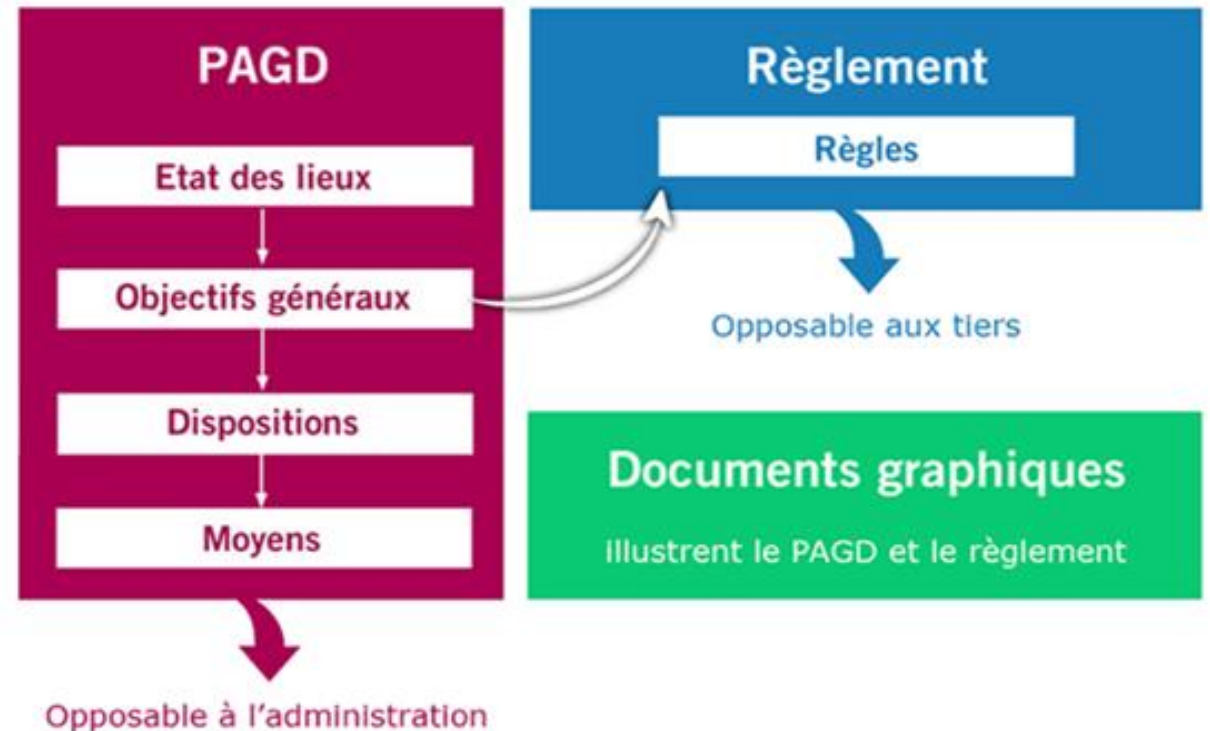 PAGD
Etat des lieux
Objectifs généraux
Dispositions
Moyens
Opposable à l'administration
Règlement
Règles
Opposable aux tiers
Documents graphiques
illustrent le PAGD et le règlement